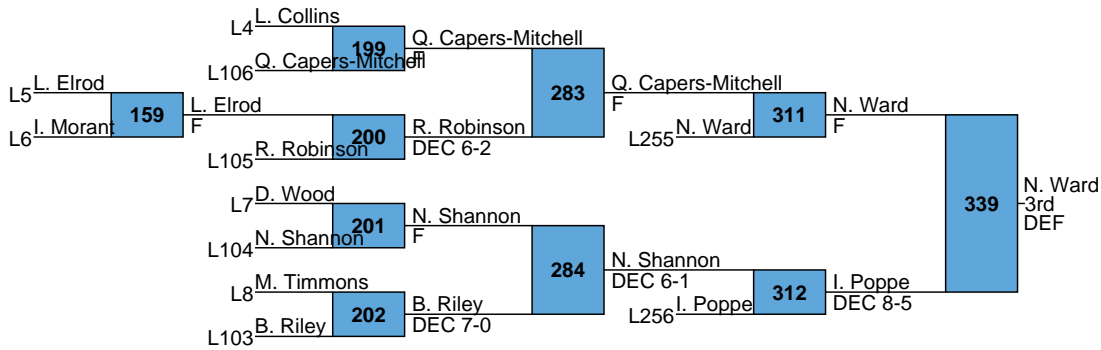 L4 L. Collins
199
Q. Capers-Mitchell
F
L106 Q. Capers-Mitchell
L5 L. Elrod
159
L. Elrod
F
L6 I. Morant
200
R. Robinson
DEC 6-2
L105 R. Robinson
283
Q. Capers-Mitchell
F
311
N. Ward
F
L255 N. Ward
L7 D. Wood
201
N. Shannon
F
L104 N. Shannon
L8 M. Timmons
202
B. Riley
DEC 7-0
L103 B. Riley
284
N. Shannon
DEC 6-1
312
I. Poppe
DEC 8-5
L256 I. Poppe
339
N. Ward
3rd
DEF